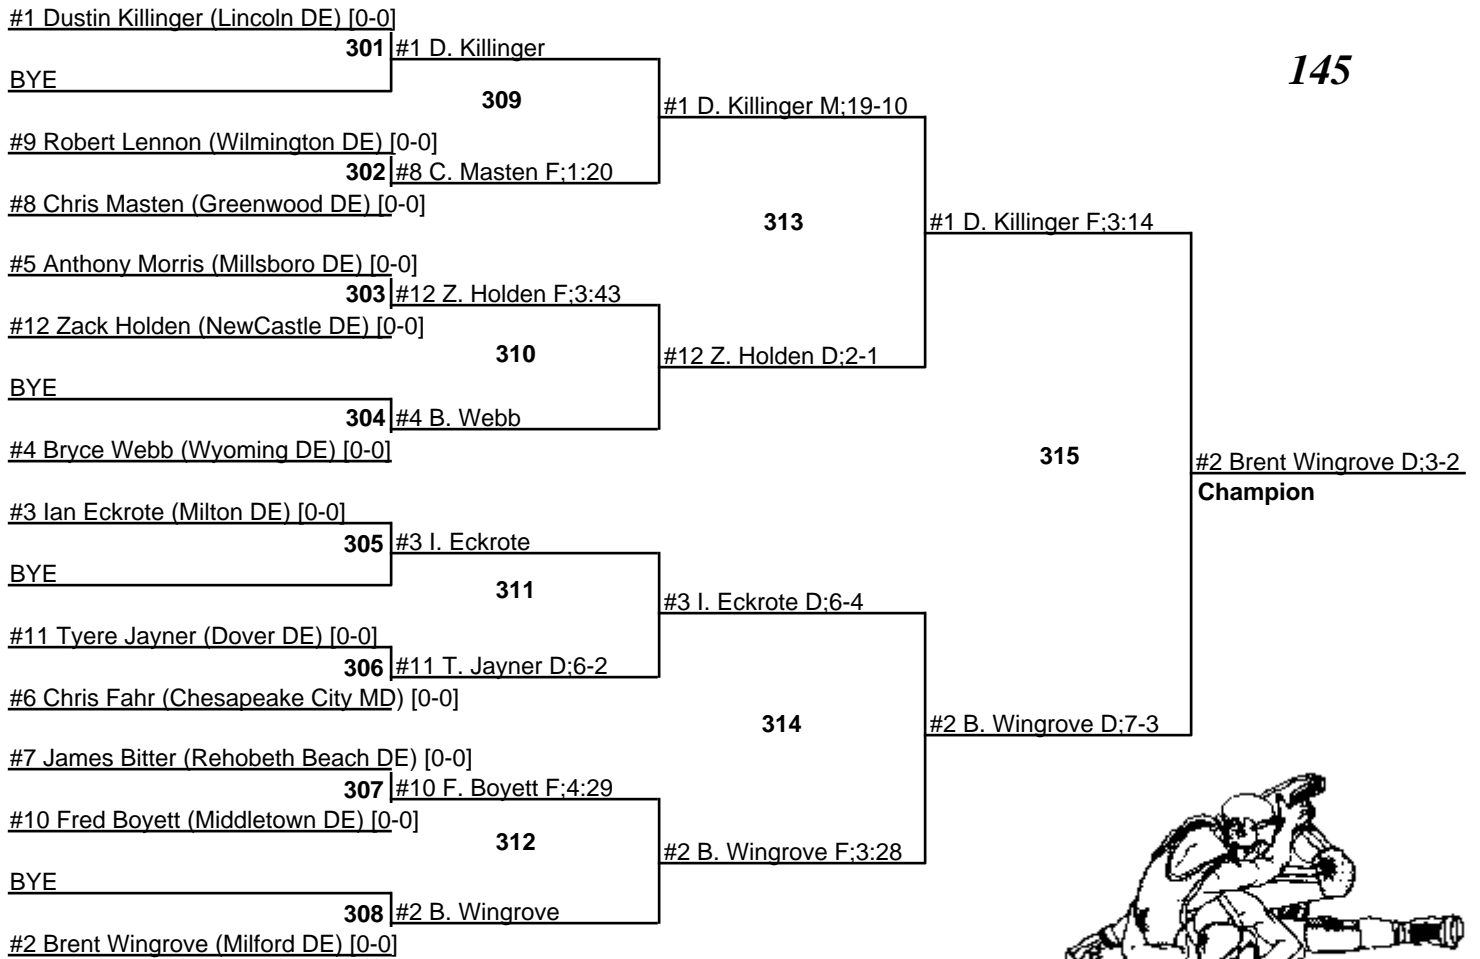 #1 Dustin Killinger (Lincoln DE) [0-0]
301 #1 D. Killinger
145
BYE
309
#1 D. Killinger M;19-10
#9 Robert Lennon (Wilmington DE) [0-0]
302 #8 C. Masten F;1:20
#8 Chris Masten (Greenwood DE) [0-0]
313
#1 D. Killinger F;3:14
#5 Anthony Morris (Millsboro DE) [0-0]
303 #12 Z. Holden F;3:43
#12 Zack Holden (NewCastle DE) [0-0]
310
#12 Z. Holden D;2-1
BYE
304 #4 B. Webb
#4 Bryce Webb (Wyoming DE) [0-0]
315
#2 Brent Wingrove D;3-2
Champion
#3 Ian Eckrote (Milton DE) [0-0]
305 #3 I. Eckrote
BYE
311
#3 I. Eckrote D;6-4
#11 Tyere Jayner (Dover DE) [0-0]
306 #11 T. Jayner D;6-2
#6 Chris Fahr (Chesapeake City MD) [0-0]
314
#2 B. Wingrove D;7-3
#7 James Bitter (Rehobeth Beach DE) [0-0]
307 #10 F. Boyett F;4:29
#10 Fred Boyett (Middletown DE) [0-0]
312
#2 B. Wingrove F;3:28
BYE
308 #2 B. Wingrove
#2 Brent Wingrove (Milford DE) [0-0]